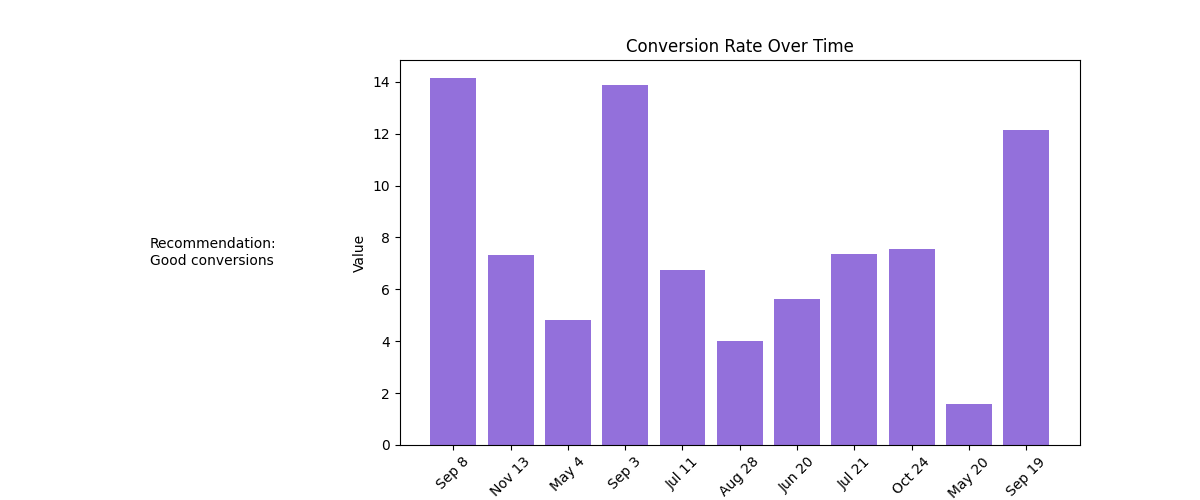 Conversion Rate Over Time
Recommendation:
Good conversions
Value
14
12
10
8
6
4
2
0
Sep 8
Nov 13
May 4
Sep 3
Jul 11
Aug 28
Jun 20
Jul 21
Oct 24
May 20
Sep 19